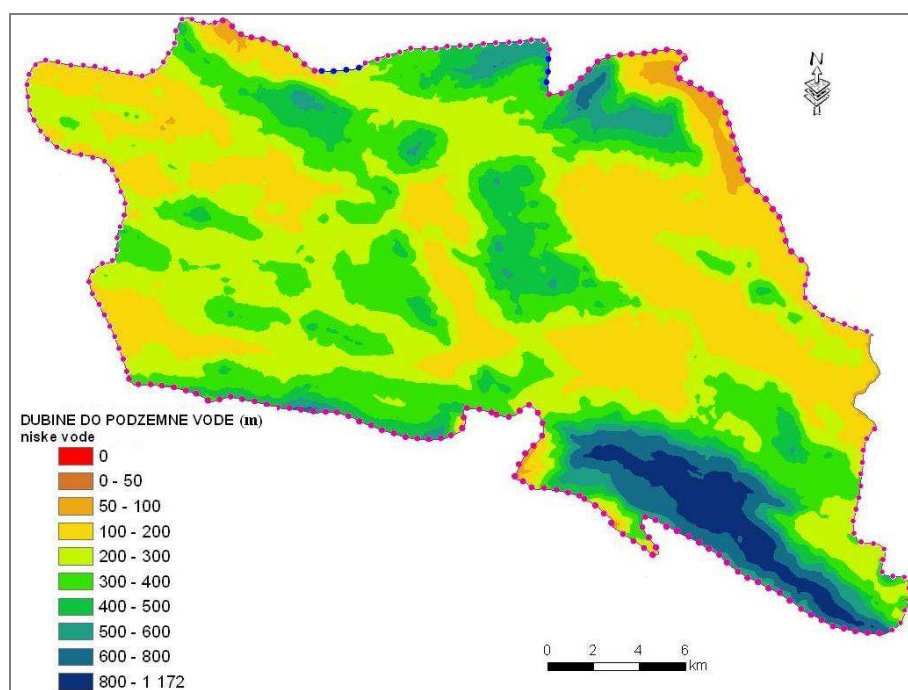 N
DUBINE DO PODZEMNE VODE (m)
niske vode
0
0 - 50
50 - 100
100 - 200
200 - 300
300 - 400
400 - 500
500 - 600
600 - 800
800 - 1 172
0 2 4 6
km